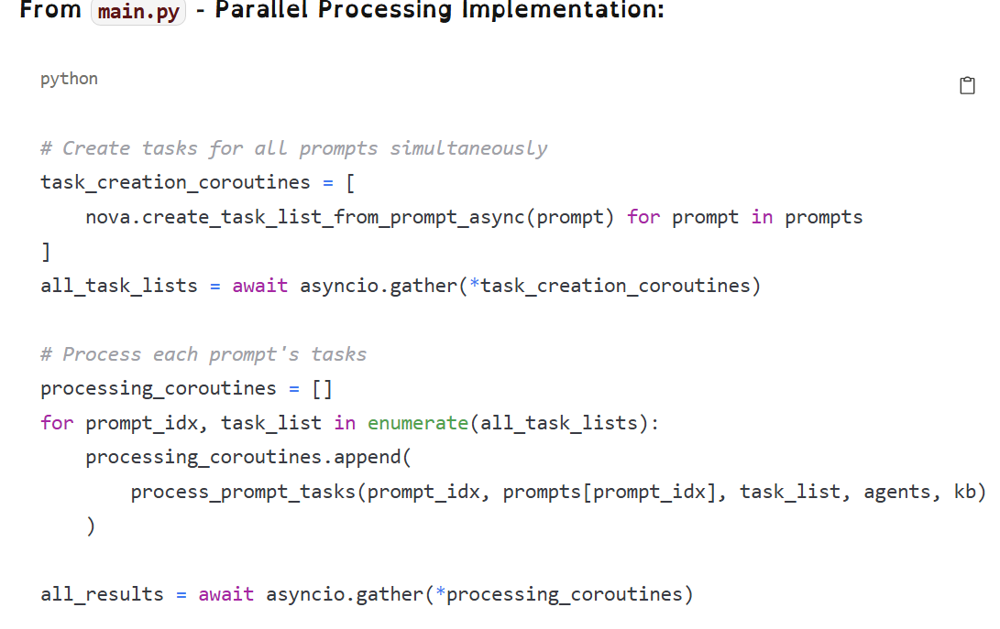 From main.py - Parallel Processing Implementation:
python
# Create tasks for all prompts simultaneously
task_creation_coroutines = [
    nova.create_task_list_from_prompt_async(prompt) for prompt in prompts
]
all_task_lists = await asyncio.gather(*task_creation_coroutines)
# Process each prompt's tasks
processing_coroutines = []
for prompt_idx, task_list in enumerate(all_task_lists):
    processing_coroutines.append(
        process_prompt_tasks(prompt_idx, prompts[prompt_idx], task_list, agents, kb)
    )
all_results = await asyncio.gather(*processing_coroutines)